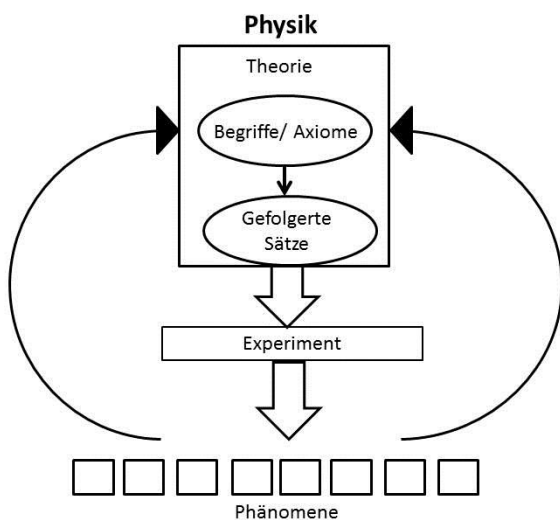 Physik
Theorie
Begriffe/ Axiome
Gefolgerte
Sätze
Experiment
Phänomene